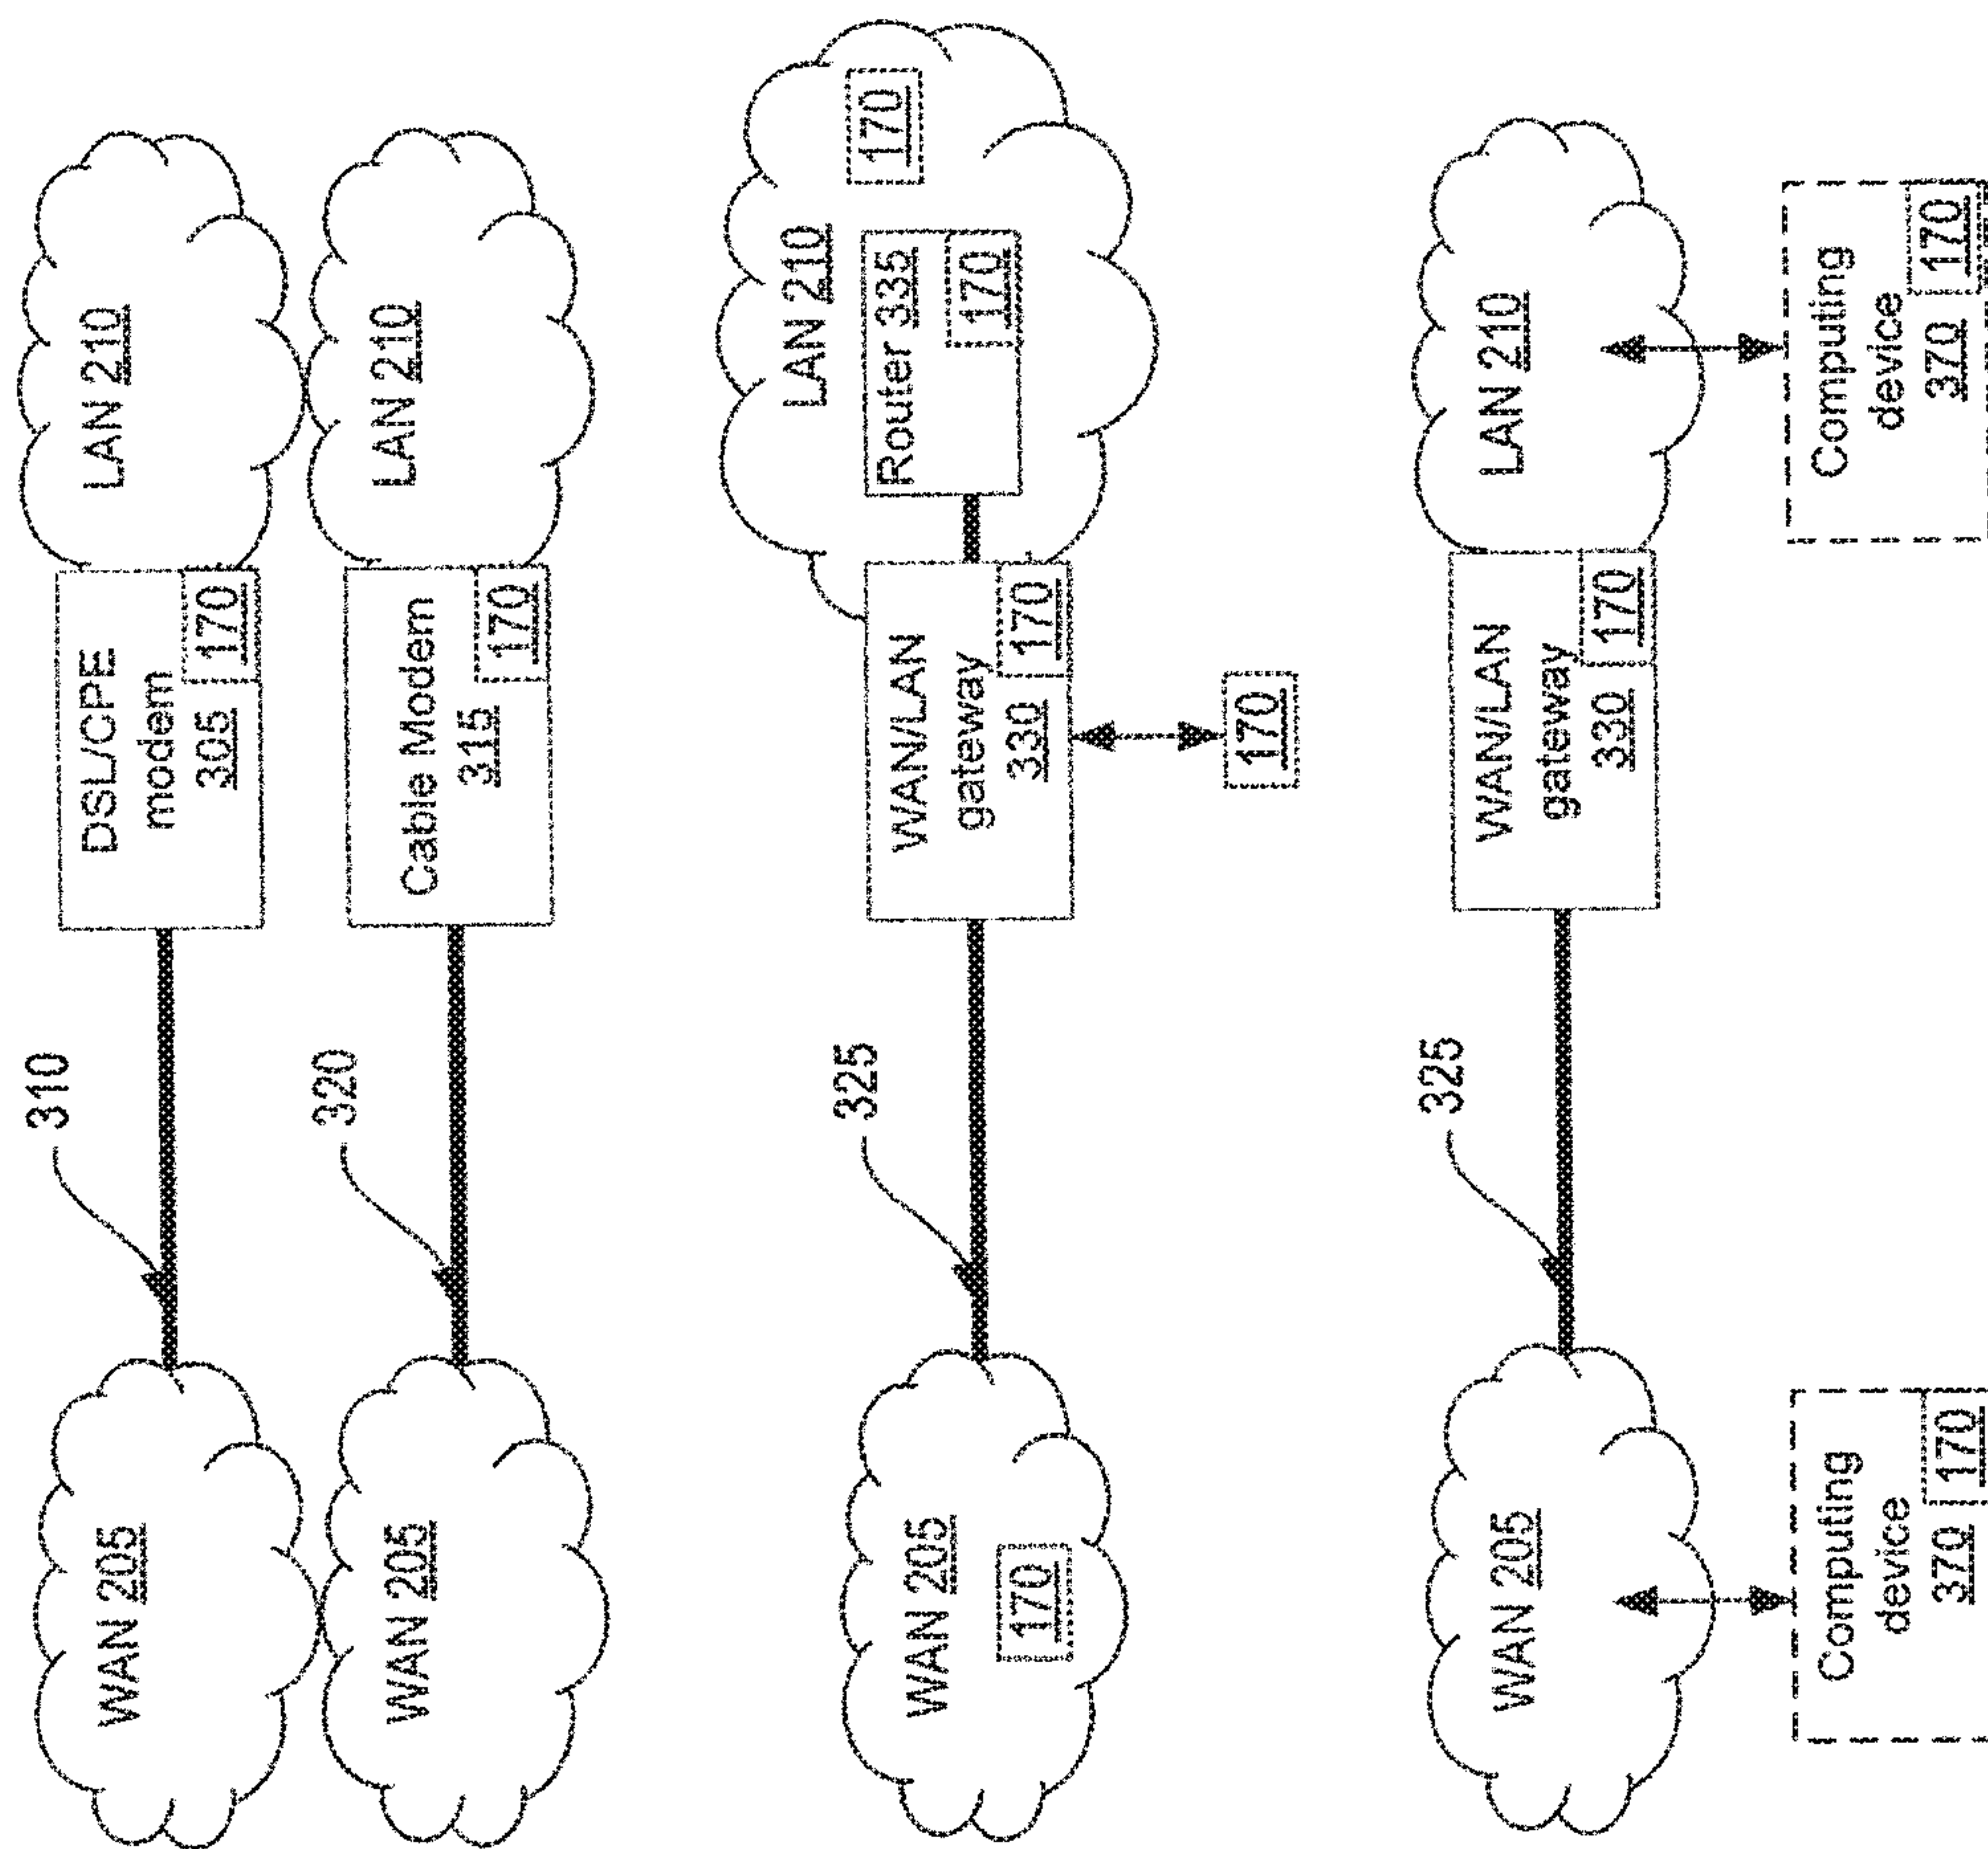 310
WAN 205
DSL/CPE
modem
305
170
LAN 210
320
WAN 205
Cable Modem
315
170
LAN 210
325
WAN 205
170
WAN/LAN
gateway
330
170
170
LAN 210
Router 335
170
170
325
WAN 205
WAN/LAN
gateway
330
170
LAN 210
Computing
device
370
170
Computing
device
370
170